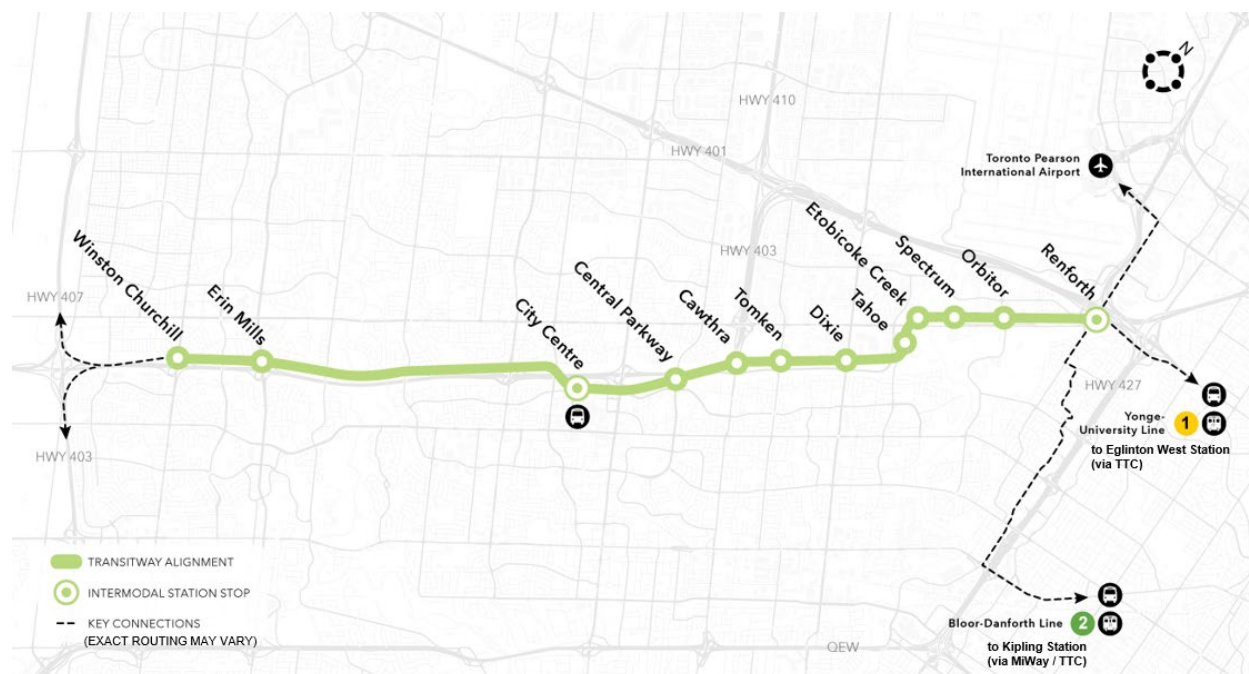 N
HWY 410
HWY 401
Toronto Pearson
International Airport
HWY 403
HWY 407
Winston Churchill
Erin Mills
City Centre
Central Parkway
Cawthra
Tomken
Dixie
Tahoe
Etobicoke Creek
Spectrum
Orbitor
Renforth
HWY 427
Yonge-
University Line 1
to Eglinton West Station
(via TTC)
HWY 403
TRANSITWAY ALIGNMENT
INTERMODAL STATION STOP
KEY CONNECTIONS
(EXACT ROUTING MAY VARY)
QEW
Bloor-Danforth Line 2
to Kipling Station
(via MiWay / TTC)